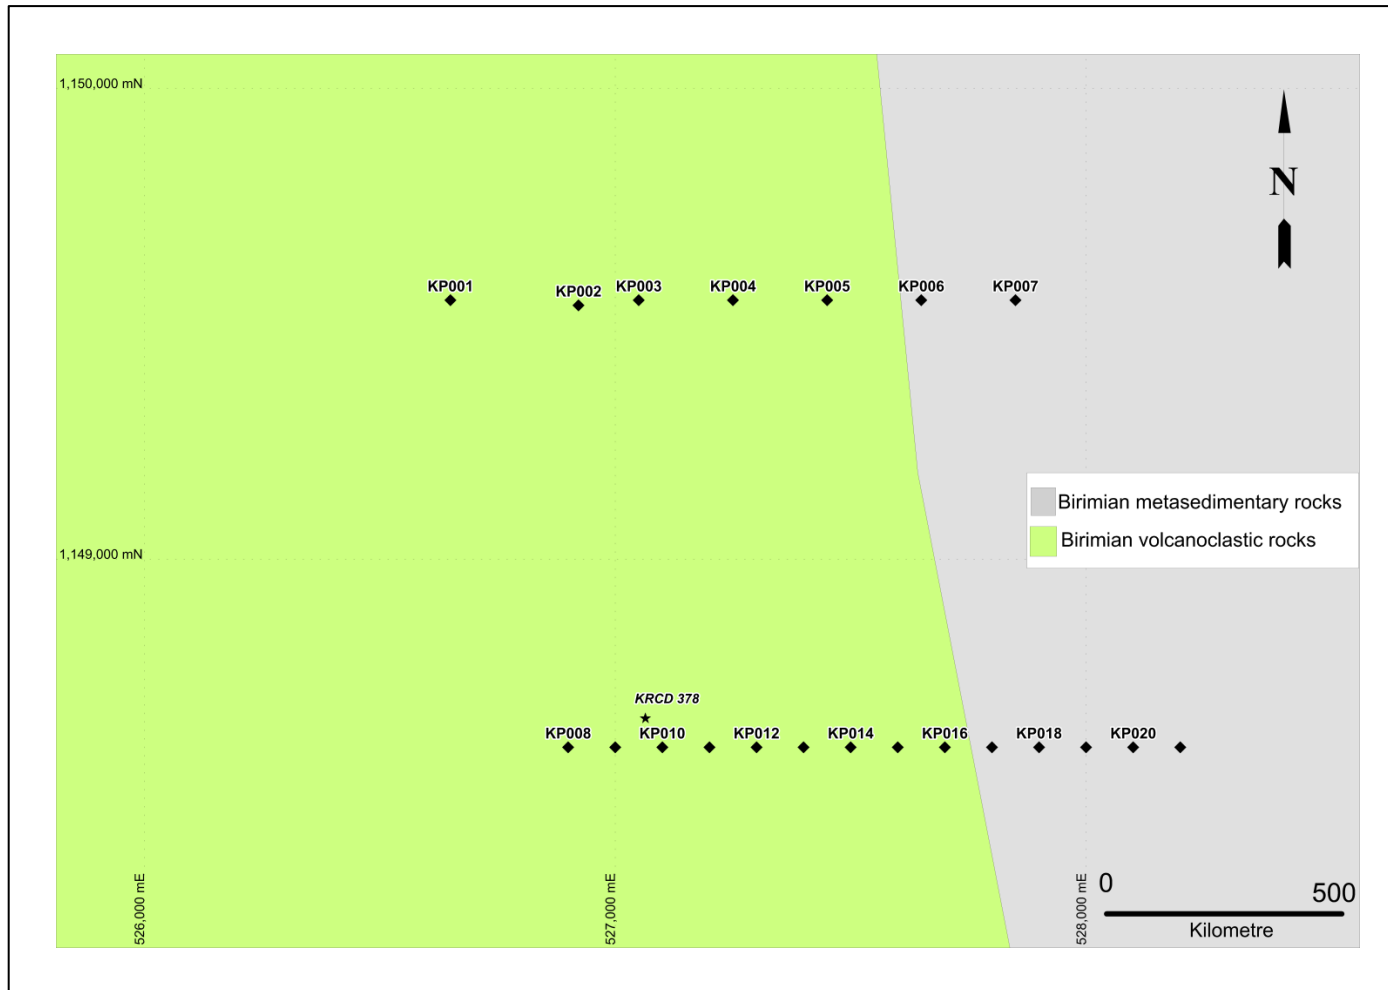 1,150,000 mN
N
KP001
KP002
KP003
KP004
KP005
KP006
KP007
Birimian metasedimentary rocks
Birimian volcanoclastic rocks
1,149,000 mN
KRCD 378
KP008
KP010
KP012
KP014
KP016
KP018
KP020
526,000 mE
527,000 mE
528,000 mE
0
500
Kilometre